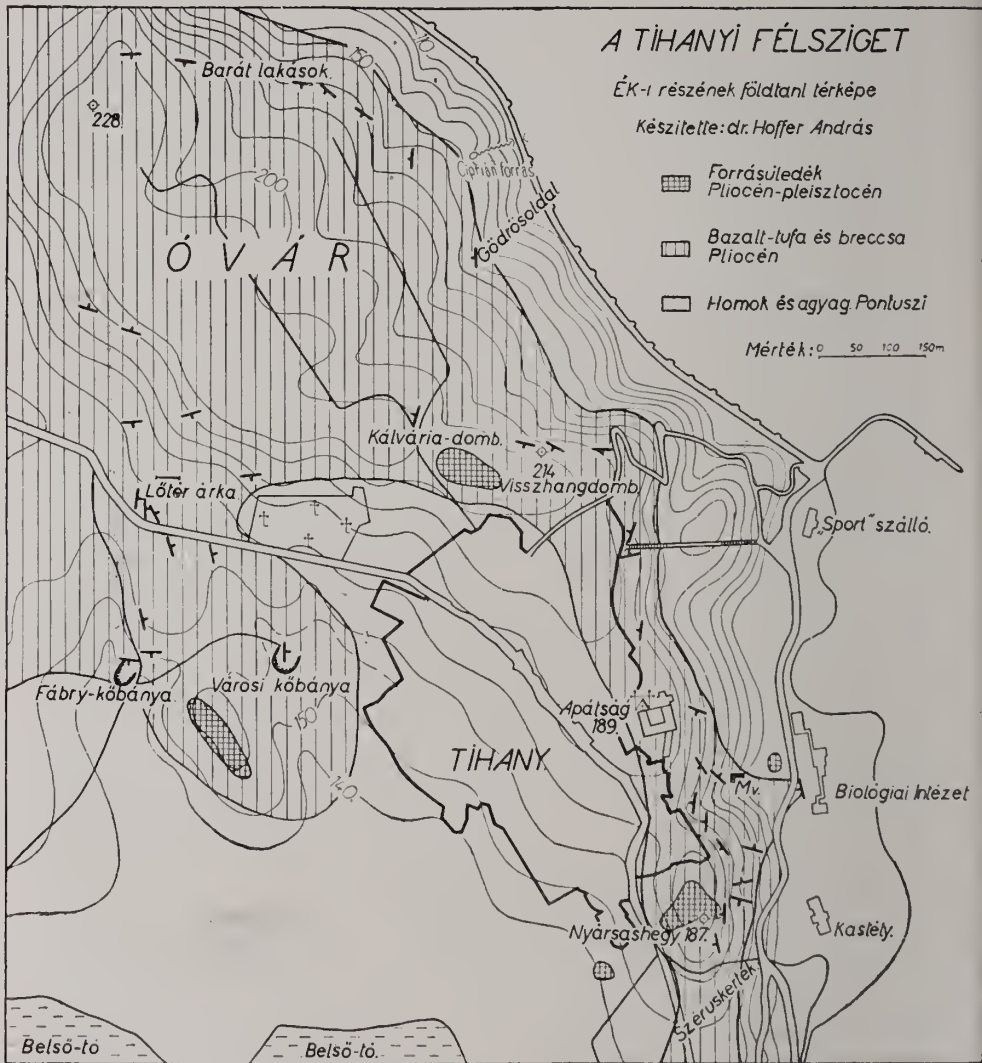 A TIHANYI FÉLSZIGET
ÉK-i részének földtani térképe
Készitette: dr. Hoffer András
Forrásüledék
Pliocén-pleisztocén
Bazalt-tufa és breccsa
Pliocén
Homok és agyag. Pontuszi
Mérték: 0 50 100 150m
150
110
Barát lakások.
228.
Ciprián forrás
200
Gödrösoldal
ÓVÁR
Kálvária-domb.
214
Visszhangdomb.
Lőtér árka
„Sport" szálló.
Fábry-kőbánya.
Városi kőbánya
150
140
Apátság
189.
TIHANY.
Mv.
Biológiai Intézet
Nyársashegy 187.
Kastély.
Szérűskertek
Belső-tó
Belső-tó.